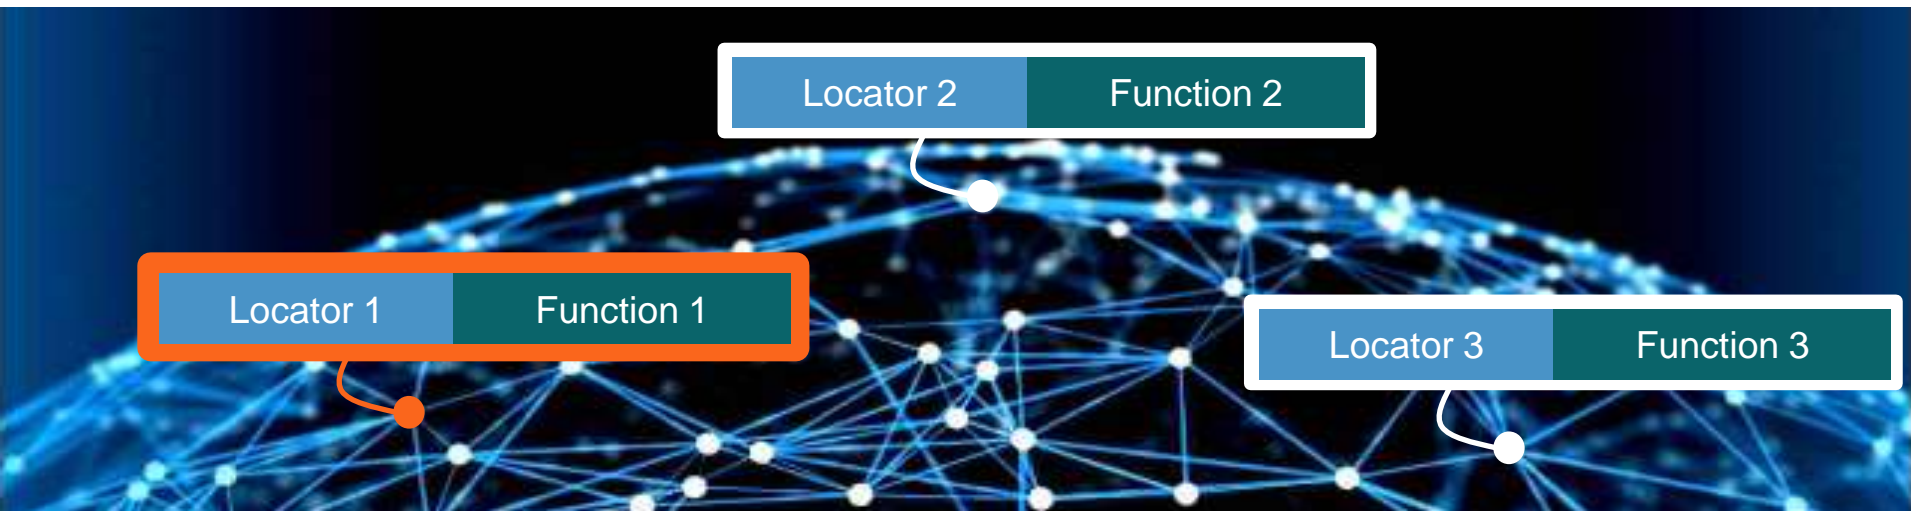 Locator 2 Function 2
Locator 1 Function 1
Locator 3 Function 3